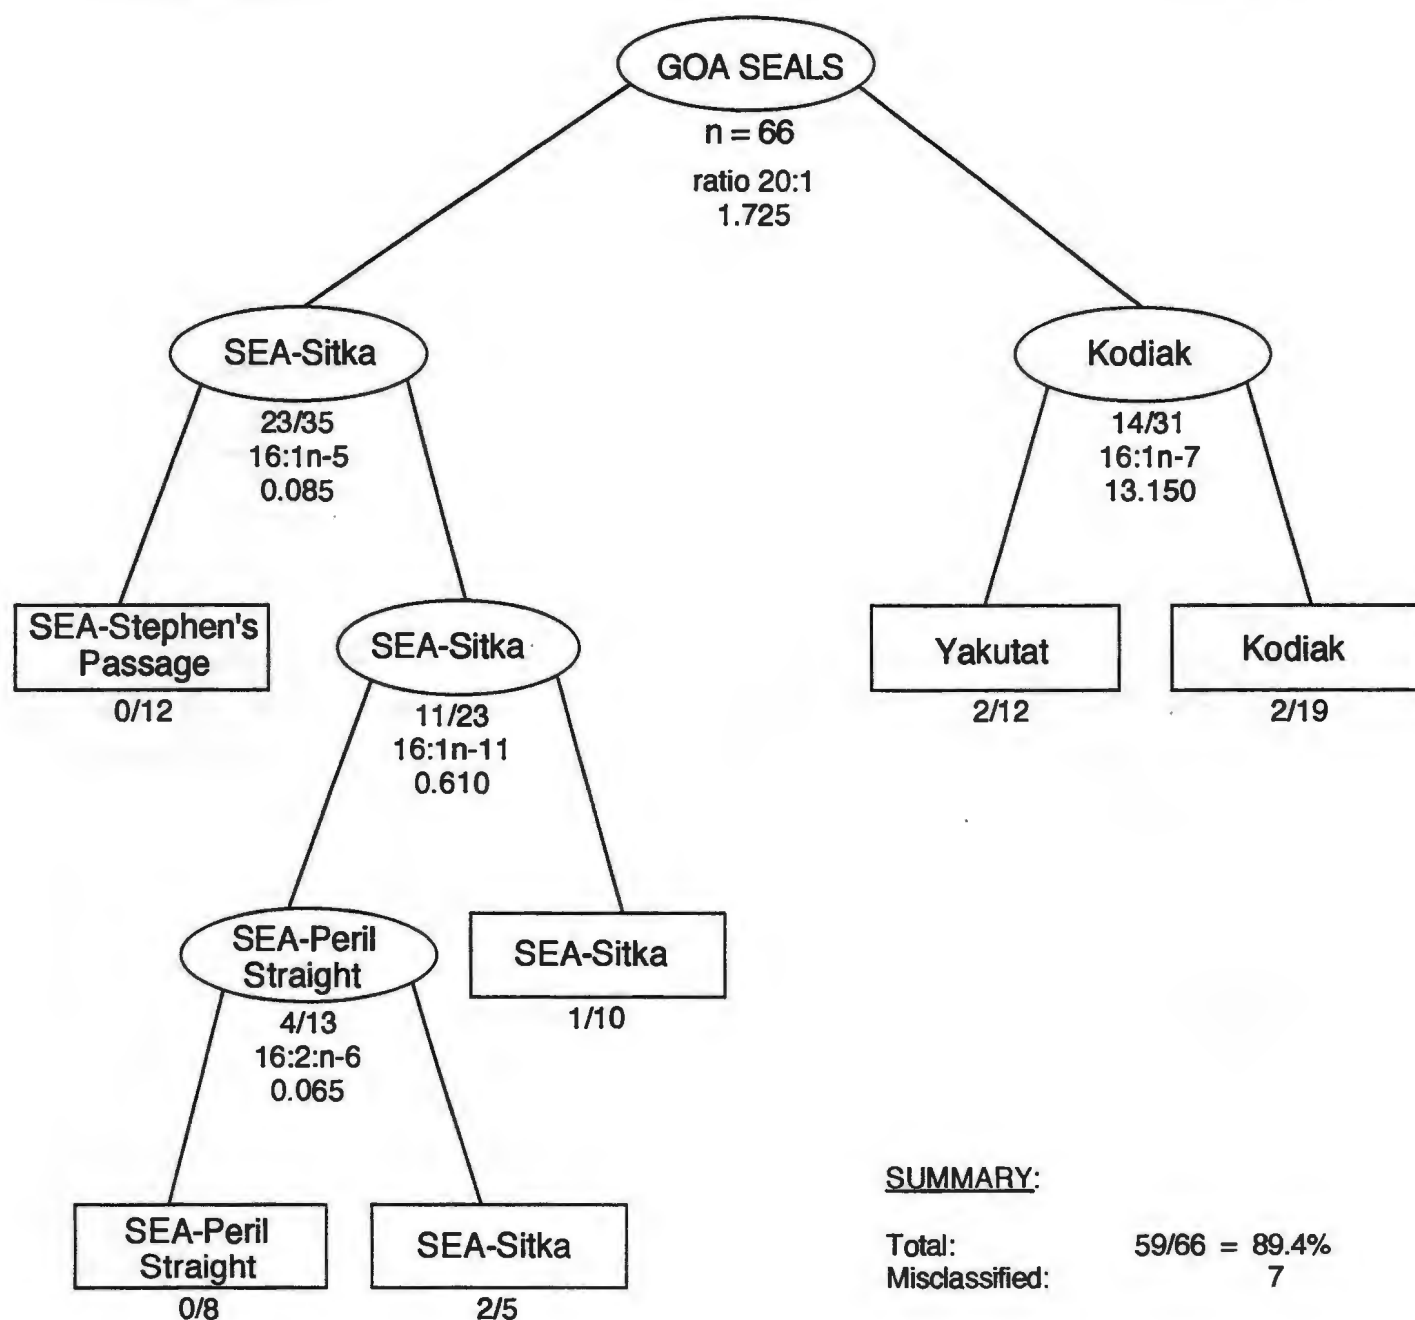 GOA SEALS
n = 66
ratio 20:1
1.725
SEA-Sitka
23/35
16:1n-5
0.085
Kodiak
14/31
16:1n-7
13.150
SEA-Stephen's
Passage
0/12
SEA-Sitka
11/23
16:1n-11
0.610
Yakutat
2/12
Kodiak
2/19
SEA-Peril
Straight
4/13
16:2:n-6
0.065
SEA-Sitka
1/10
SEA-Peril
Straight
0/8
SEA-Sitka
2/5
SUMMARY:
Total: 59/66 = 89.4%
Misclassified: 7